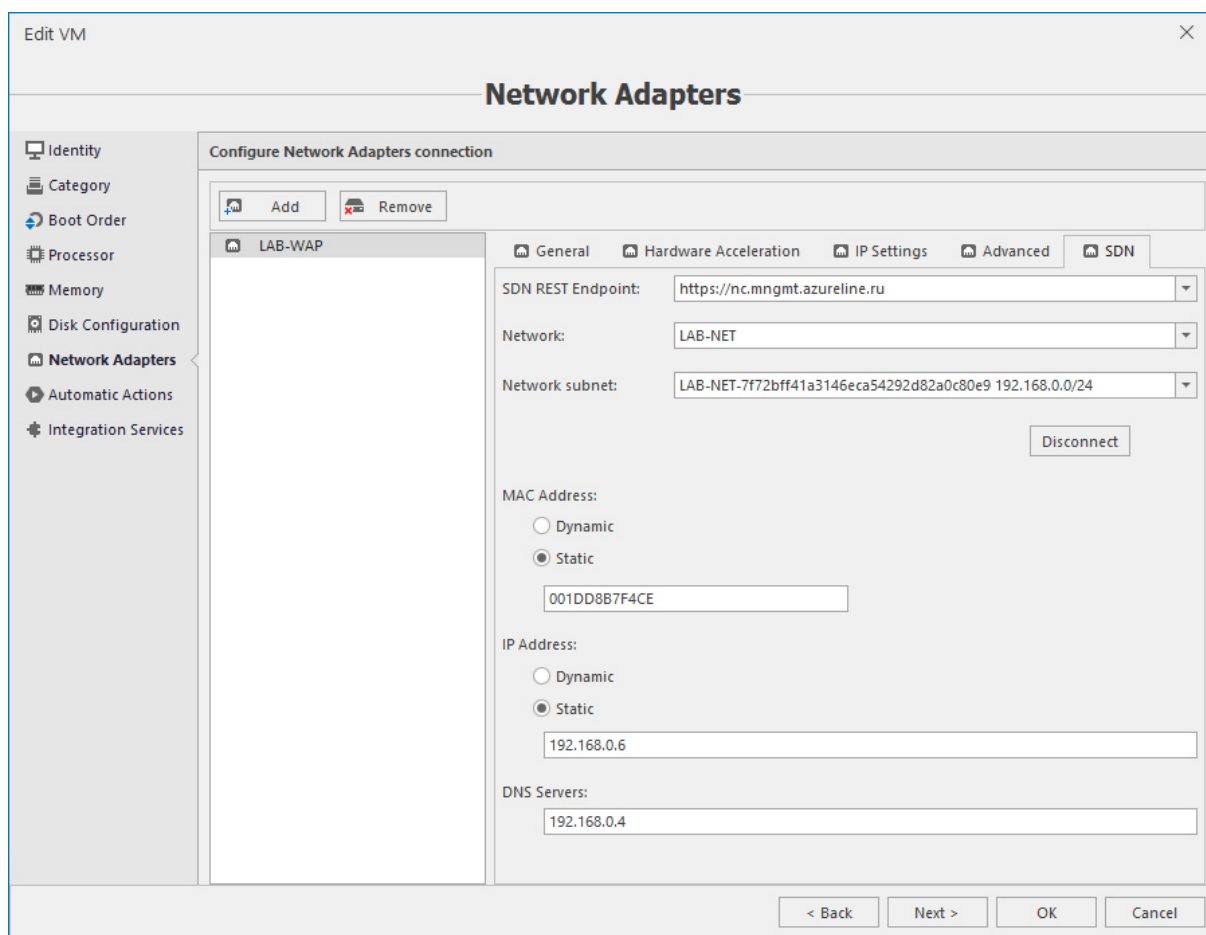 Edit VM
Network Adapters
Identity
Category
Boot Order
Processor
Memory
Disk Configuration
Network Adapters
Automatic Actions
Integration Services
Configure Network Adapters connection
Add Remove
LAB-WAP
General Hardware Acceleration IP Settings Advanced SDN
SDN REST Endpoint: https://nc.mngmt.azureline.ru
Network: LAB-NET
Network subnet: LAB-NET-7f72bff41a3146eca54292d82a0c80e9 192.168.0.0/24
Disconnect
MAC Address:
Dynamic
Static
001DD8B7F4CE
IP Address:
Dynamic
Static
192.168.0.6
DNS Servers:
192.168.0.4
< Back Next > OK Cancel